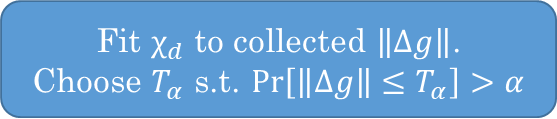 Fit χ_d to collected ‖Δg‖.
Choose T_α s.t. Pr[‖Δg‖ ≤ T_α] > α